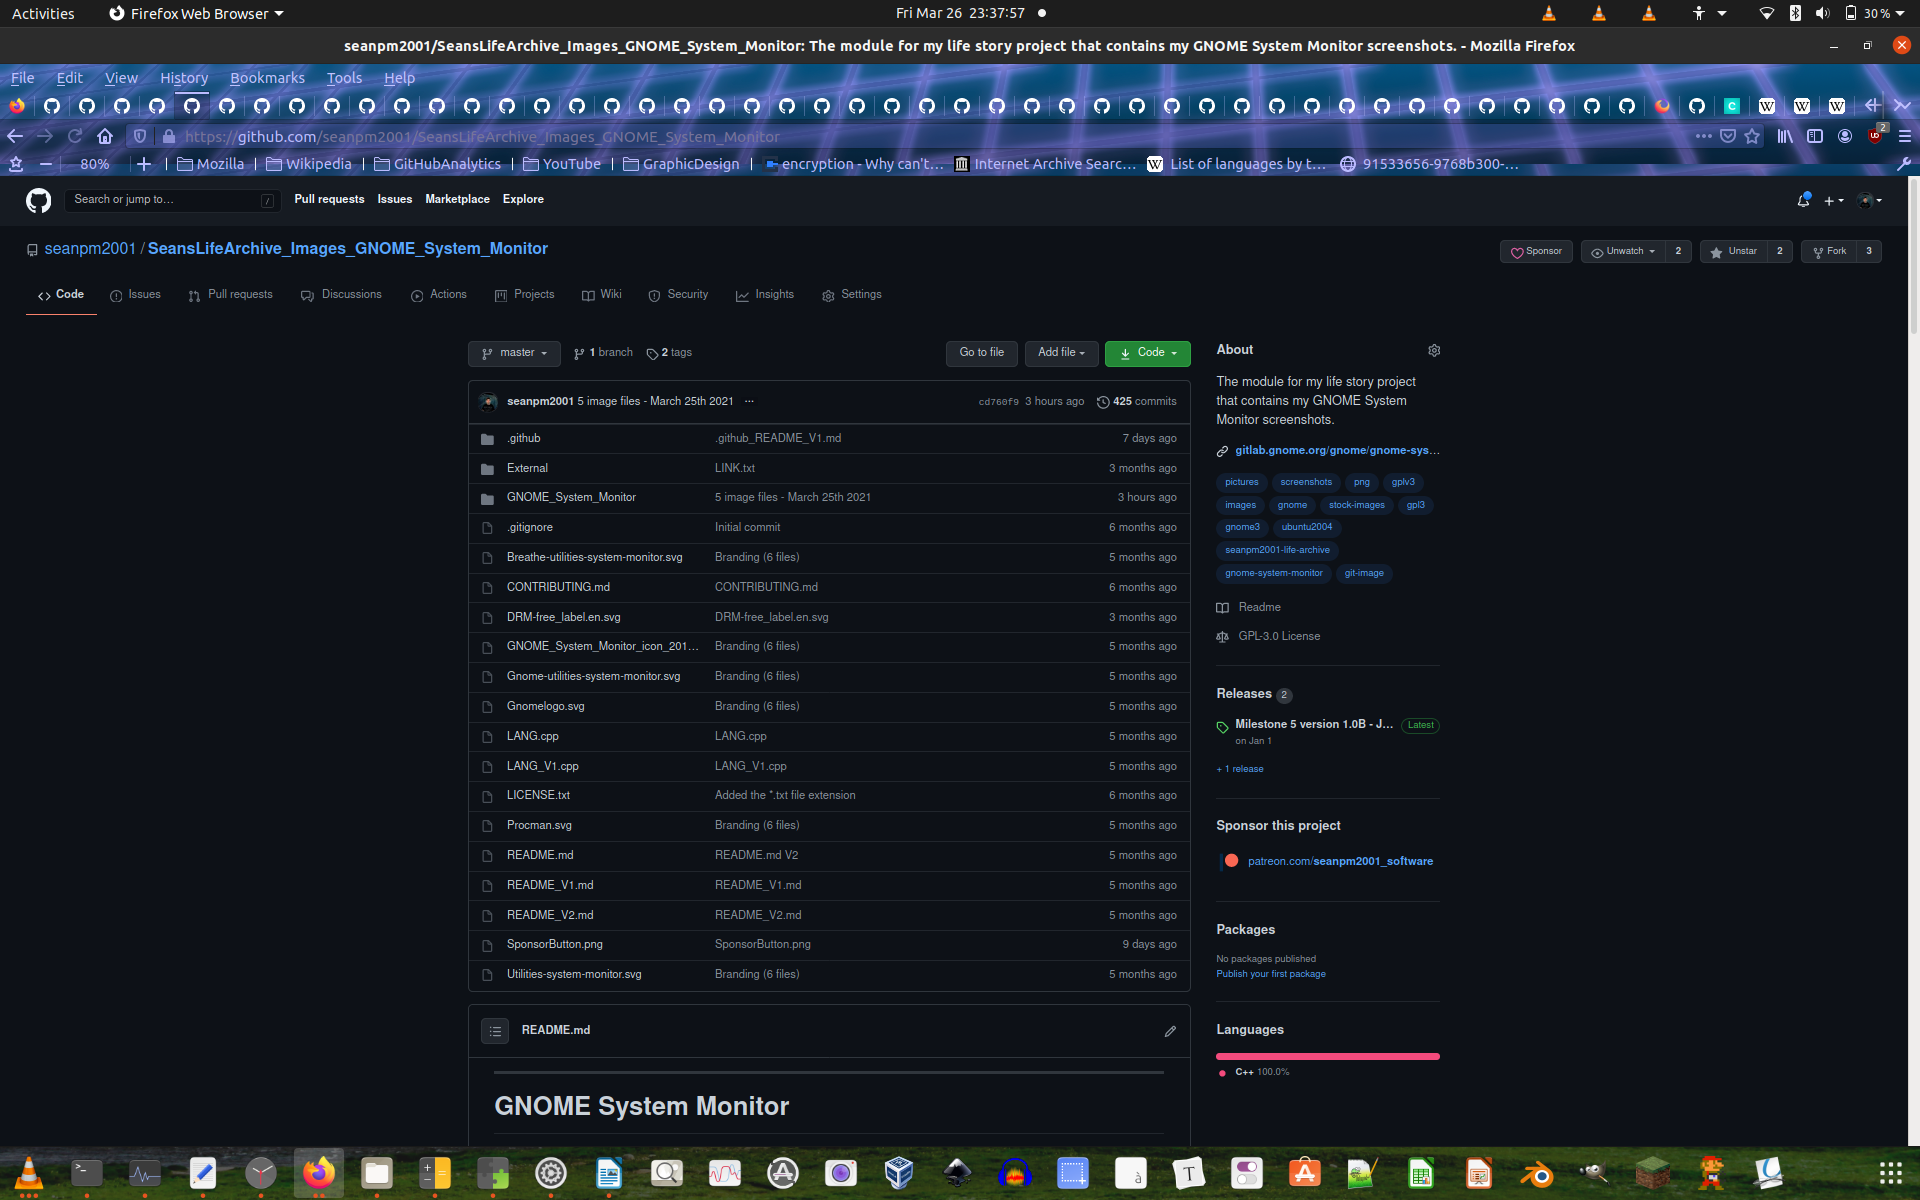 Activities Firefox Web Browser Fri Mar 26 23:37:57 30 %
seanpm2001/SeansLifeArchive_Images_GNOME_System_Monitor: The module for my life story project that contains my GNOME System Monitor screenshots. - Mozilla Firefox
File Edit View History Bookmarks Tools Help
https://github.com/seanpm2001/SeansLifeArchive_Images_GNOME_System_Monitor 2
80% Mozilla Wikipedia GitHubAnalytics YouTube GraphicDesign encryption - Why can't… Internet Archive Searc… List of languages by t… 91533656-9768b300-…
Search or jump to… / Pull requests Issues Marketplace Explore
seanpm2001 / SeansLifeArchive_Images_GNOME_System_Monitor Sponsor Unwatch 2 Unstar 2 Fork 3
Code Issues Pull requests Discussions Actions Projects Wiki Security Insights Settings
master 1 branch 2 tags Go to file Add file Code
seanpm2001 5 image files - March 25th 2021 ... cd760f9 3 hours ago 425 commits
.github .github_README_V1.md 7 days ago
External LINK.txt 3 months ago
GNOME_System_Monitor 5 image files - March 25th 2021 3 hours ago
.gitignore Initial commit 6 months ago
Breathe-utilities-system-monitor.svg Branding (6 files) 5 months ago
CONTRIBUTING.md CONTRIBUTING.md 6 months ago
DRM-free_label.en.svg DRM-free_label.en.svg 3 months ago
GNOME_System_Monitor_icon_201… Branding (6 files) 5 months ago
Gnome-utilities-system-monitor.svg Branding (6 files) 5 months ago
Gnomelogo.svg Branding (6 files) 5 months ago
LANG.cpp LANG.cpp 5 months ago
LANG_V1.cpp LANG_V1.cpp 5 months ago
LICENSE.txt Added the *.txt file extension 6 months ago
Procman.svg Branding (6 files) 5 months ago
README.md README.md V2 5 months ago
README_V1.md README_V1.md 5 months ago
README_V2.md README_V2.md 5 months ago
SponsorButton.png SponsorButton.png 9 days ago
Utilities-system-monitor.svg Branding (6 files) 5 months ago
README.md
GNOME System Monitor
About
The module for my life story project
that contains my GNOME System
Monitor screenshots.
gitlab.gnome.org/gnome/gnome-sys…
pictures screenshots png gplv3
images gnome stock-images gpl3
gnome3 ubuntu2004
seanpm2001-life-archive
gnome-system-monitor git-image
Readme
GPL-3.0 License
Releases 2
Milestone 5 version 1.0B - J… Latest
on Jan 1
+ 1 release
Sponsor this project
patreon.com/seanpm2001_software
Packages
No packages published
Publish your first package
Languages
C++ 100.0%